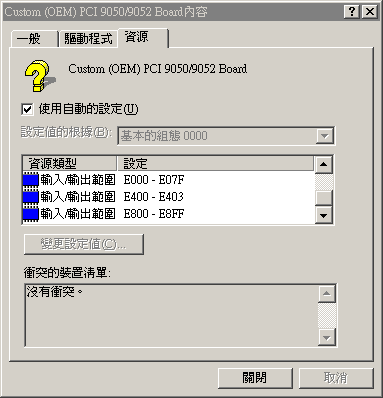 Custom (OEM) PCI 9050/9052 Board內容
一般 驅動程式 資源
Custom (OEM) PCI 9050/9052 Board
使用自動的設定(U)
設定值的根據(B): 基本的組態 0000
資源類型 設定
輸入/輸出範圍 E000 - E07F
輸入/輸出範圍 E400 - E403
輸入/輸出範圍 E800 - E8FF
變更設定值(C)...
衝突的裝置清單:
沒有衝突。
關閉 取消